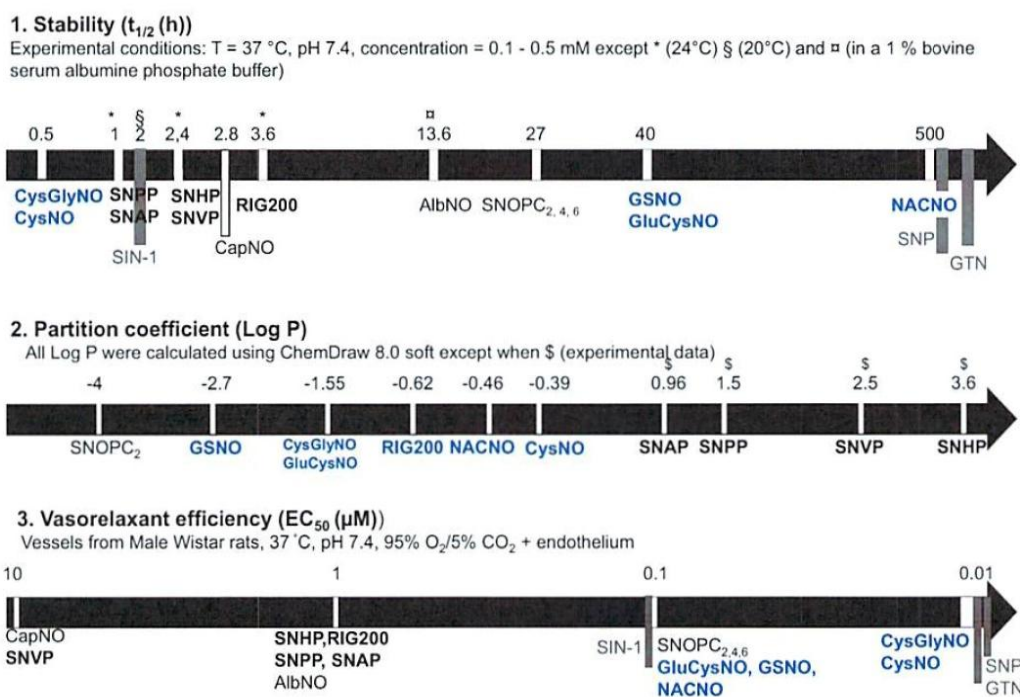 1. Stability (t1/2 (h))
Experimental conditions: T = 37 °C, pH 7.4, concentration = 0.1 - 0.5 mM except * (24°C) § (20°C) and ¤ (in a 1 % bovine
serum albumine phosphate buffer)
* § * * ¤
0.5 1 2 2,4 2.8 3.6 13.6 27 40 500
CysGlyNO SNPP SNHP RIG200 AlbNO SNOPC2, 4, 6 GSNO NACNO
CysNO SNAP SNVP GluCysNO
SIN-1 CapNO SNP GTN
2. Partition coefficient (Log P)
All Log P were calculated using ChemDraw 8.0 soft except when $ (experimental data)
$ $ $ $
-4 -2.7 -1.55 -0.62 -0.46 -0.39 0.96 1.5 2.5 3.6
SNOPC2 GSNO CysGlyNO RIG200 NACNO CysNO SNAP SNPP SNVP SNHP
GluCysNO
3. Vasorelaxant efficiency (EC50 (µM))
Vessels from Male Wistar rats, 37 °C, pH 7.4, 95% O2/5% CO2 + endothelium
10 1 0.1 0.01
CapNO SNHP,RIG200 SIN-1 SNOPC2,4,6 CysGlyNO
SNVP SNPP, SNAP GluCysNO, GSNO, CysNO SNP
AlbNO NACNO GTN